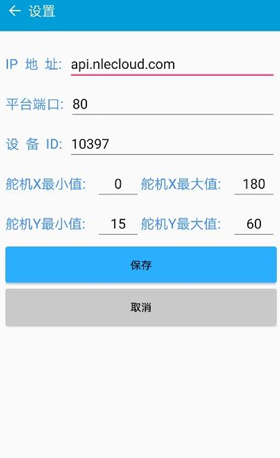 ← 设置
IP 地 址: api.nlecloud.com
平台端口: 80
设 备 ID: 10397
舵机X最小值: 0 舵机X最大值: 180
舵机Y最小值: 15 舵机Y最大值: 60
保存
取消